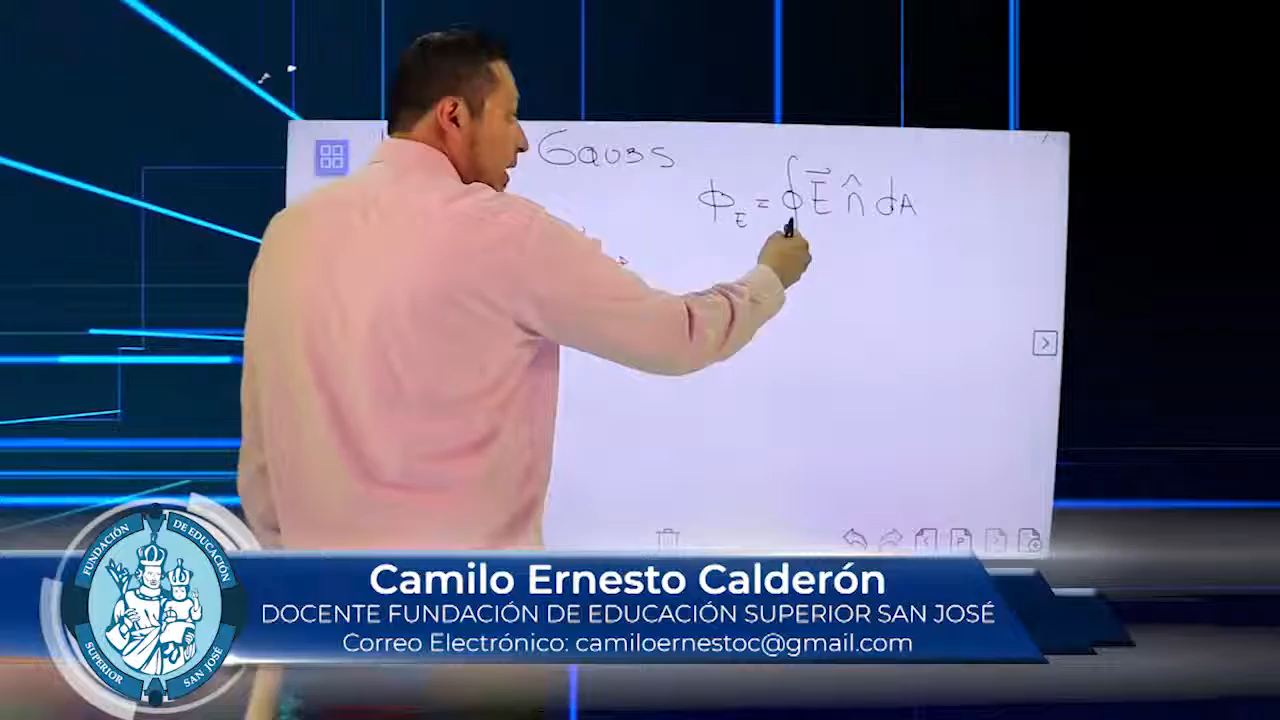 Gauss
Φ_E = ∮ E⃗ n̂ dA
Camilo Ernesto Calderón
DOCENTE FUNDACIÓN DE EDUCACIÓN SUPERIOR SAN JOSÉ
Correo Electrónico: camiloernestoc@gmail.com
FUNDACIÓN DE EDUCACIÓN
SUPERIOR SAN JOSÉ